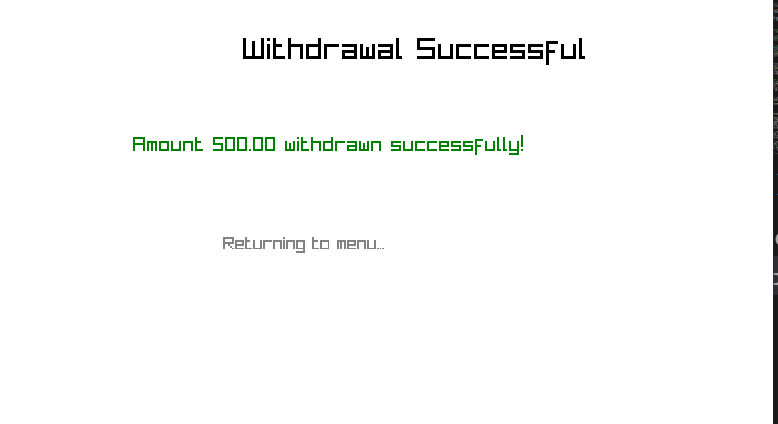 Withdrawal Successful
Amount 500.00 withdrawn successfully!
Returning to menu...